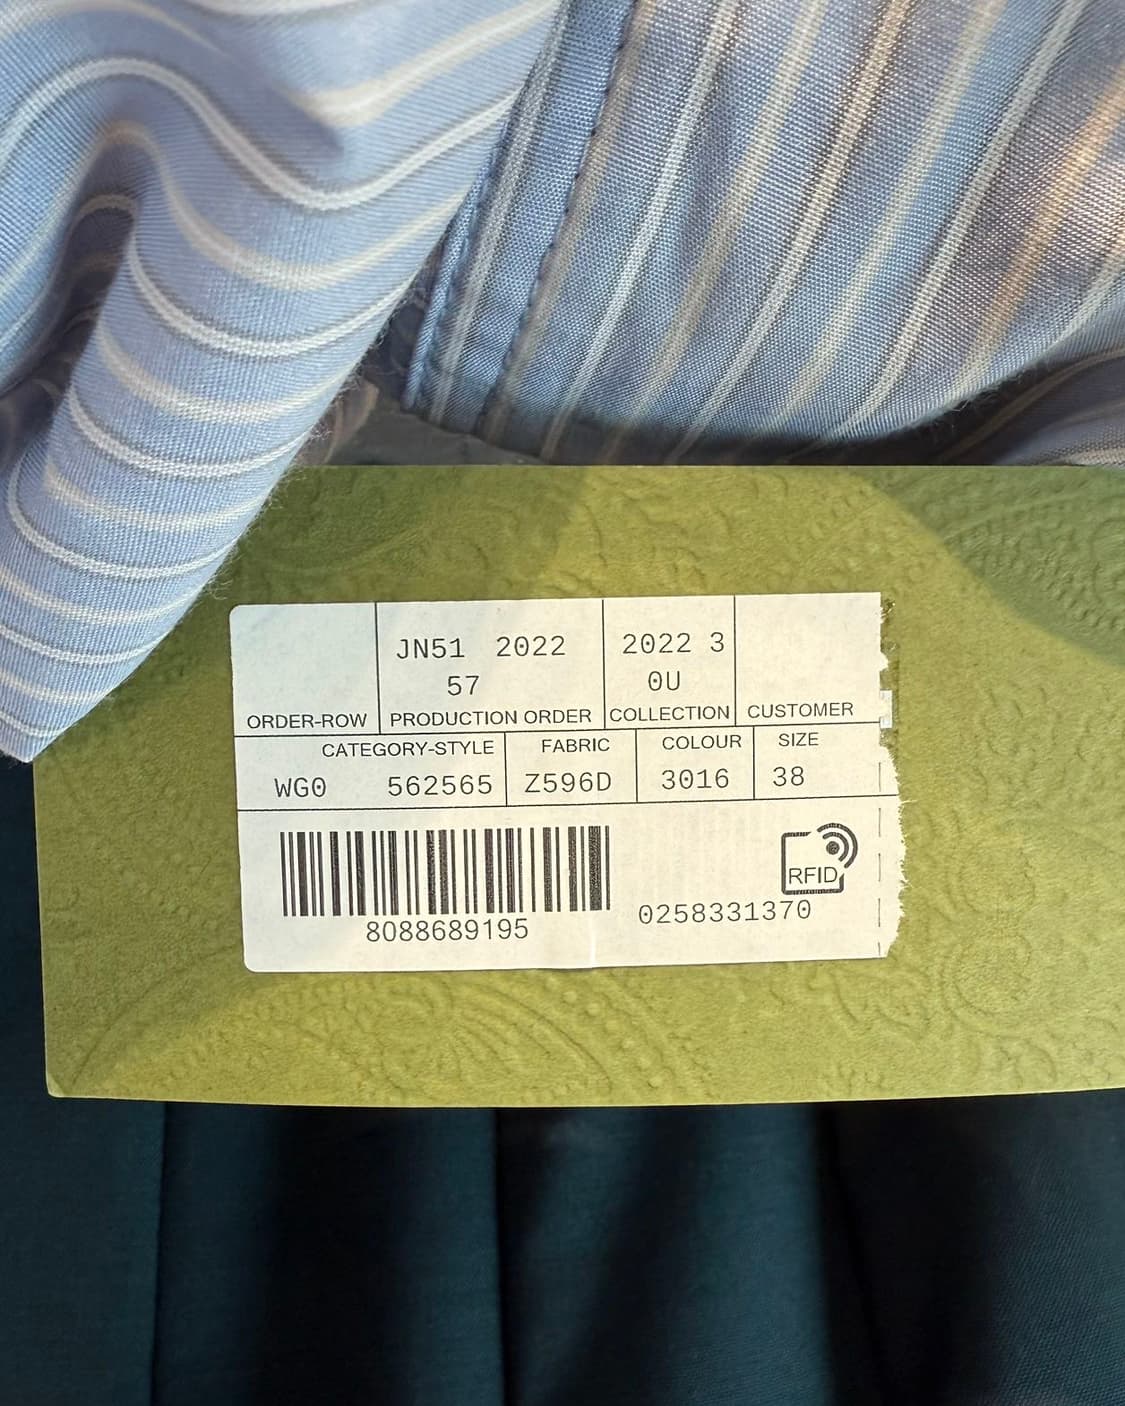 JN51 2022 2022 3
57 0U
ORDER-ROW PRODUCTION ORDER COLLECTION CUSTOMER
CATEGORY-STYLE FABRIC COLOUR SIZE
WG0 562565 Z596D 3016 38
RFID
8088689195 0258331370